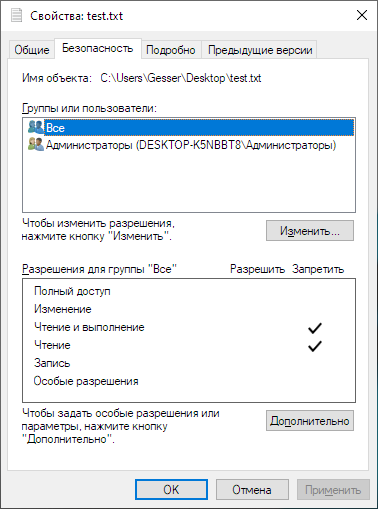 Свойства: test.txt
Общие Безопасность Подробно Предыдущие версии
Имя объекта: C:\Users\Gesser\Desktop\test.txt
Группы или пользователи:
Все
Администраторы (DESKTOP-K5NBBT8\Администраторы)
Чтобы изменить разрешения,
нажмите кнопку "Изменить".
Изменить...
Разрешения для группы "Все" Разрешить Запретить
Полный доступ
Изменение
Чтение и выполнение
Чтение
Запись
Особые разрешения
Чтобы задать особые разрешения или
параметры, нажмите кнопку
"Дополнительно".
Дополнительно
OK Отмена Применить